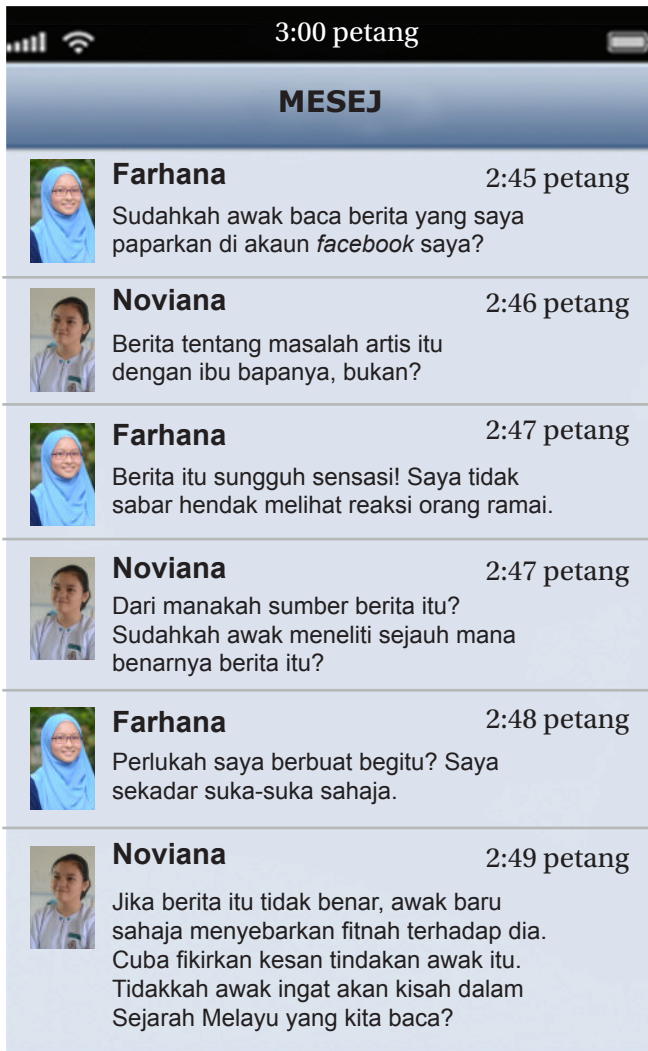 3:00 petang
MESEJ
Farhana
2:45 petang
Sudahkah awak baca berita yang saya
paparkan di akaun facebook saya?
Noviana
2:46 petang
Berita tentang masalah artis itu
dengan ibu bapanya, bukan?
Farhana
2:47 petang
Berita itu sungguh sensasi! Saya tidak
sabar hendak melihat reaksi orang ramai.
Noviana
2:47 petang
Dari manakah sumber berita itu?
Sudahkah awak meneliti sejauh mana
benarnya berita itu?
Farhana
2:48 petang
Perlukah saya berbuat begitu? Saya
sekadar suka-suka sahaja.
Noviana
2:49 petang
Jika berita itu tidak benar, awak baru
sahaja menyebarkan fitnah terhadap dia.
Cuba fikirkan kesan tindakan awak itu.
Tidakkah awak ingat akan kisah dalam
Sejarah Melayu yang kita baca?